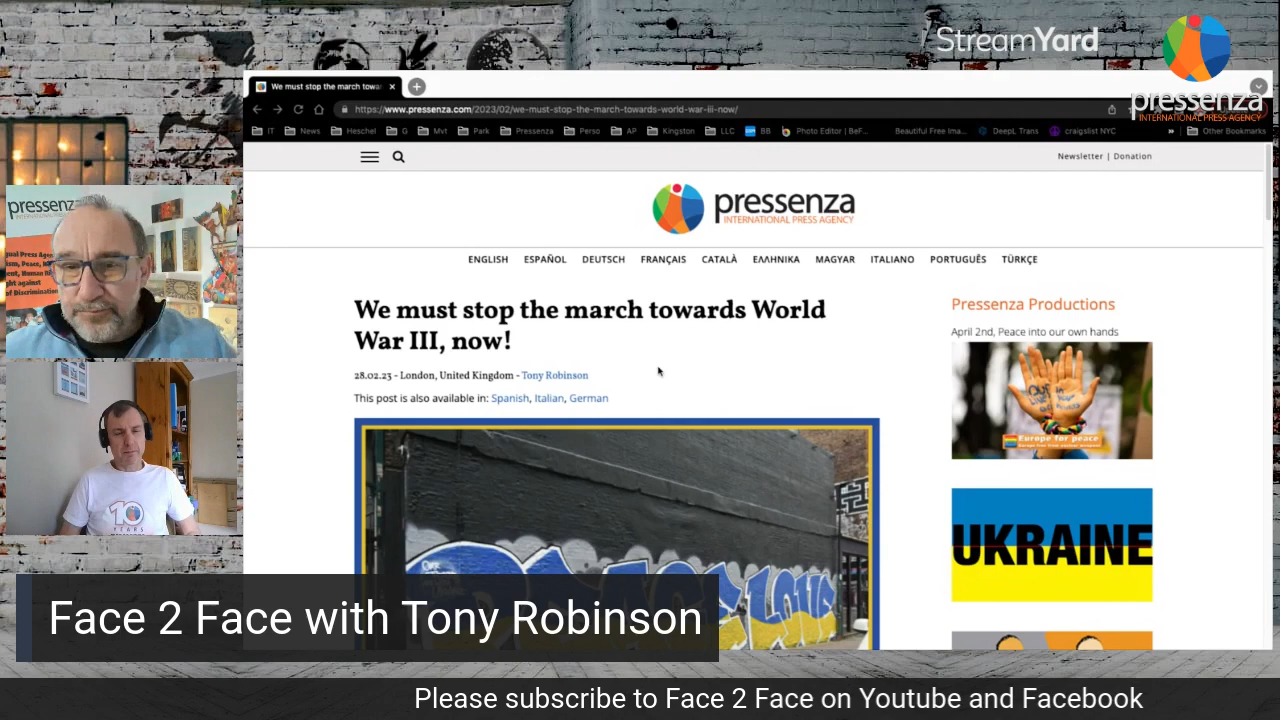 StreamYard
pressenza
INTERNATIONAL PRESS AGENCY
We must stop the march towa
https://www.pressenza.com/2023/02/we-must-stop-the-march-towards-world-war-iii-now/
IT News Heschel G Mvt Park Pressenza Perso AP Kingston LLC BB Photo Editor | BeF... Beautiful Free Ima... DeepL Trans craigslist NYC » Other Bookmarks
Newsletter | Donation
pressenza
INTERNATIONAL PRESS AGENCY
ENGLISH ESPAÑOL DEUTSCH FRANÇAIS CATALÀ ΕΛΛΗΝΙΚΑ MAGYAR ITALIANO PORTUGUÊS TÜRKÇE
We must stop the march towards World
War III, now!
28.02.23 - London, United Kingdom - Tony Robinson
This post is also available in: Spanish, Italian, German
Pressenza Productions
April 2nd, Peace into our own hands
Europe for peace
UKRAINE
pressenza
10
YEARS
Face 2 Face with Tony Robinson
Please subscribe to Face 2 Face on Youtube and Facebook